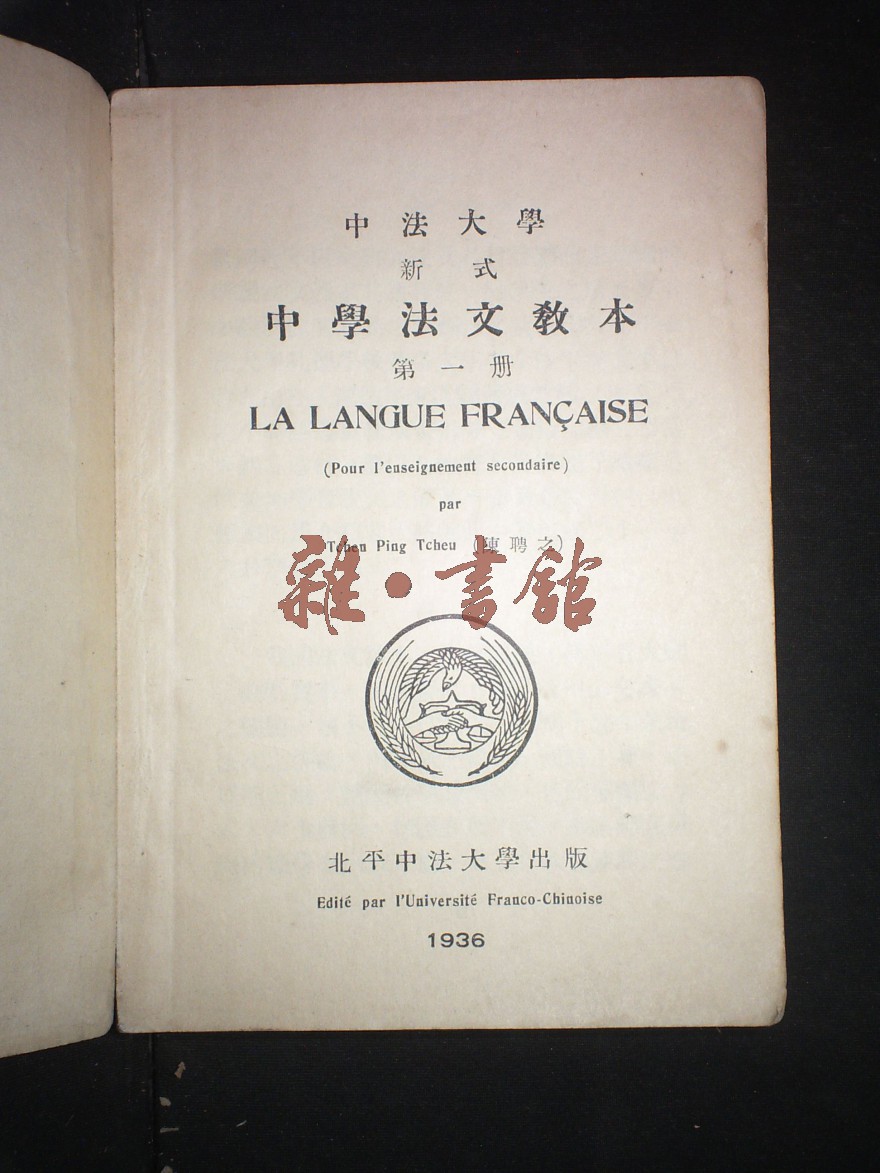 中法大學
新式
中學法文教本
第一册
LA LANGUE FRANÇAISE
(Pour l'enseignement secondaire)
par
Tchen Ping Tcheu (陳聘之)
雜·書館
北平中法大學出版
Edité par l'Université Franco-Chinoise
1936